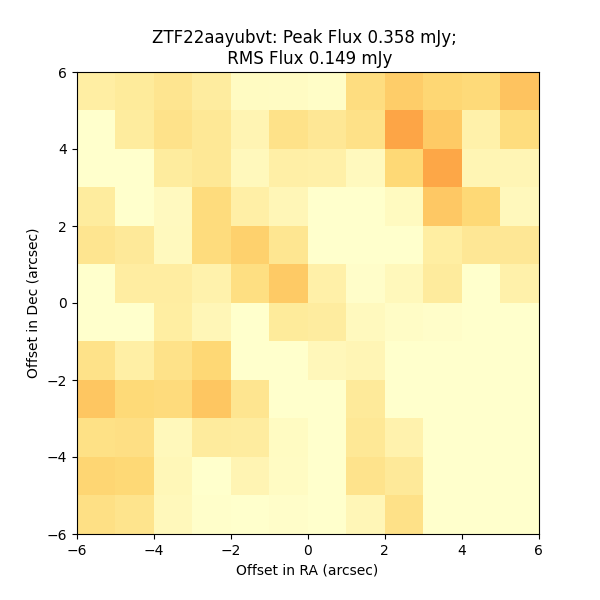 ZTF22aayubvt: Peak Flux 0.358 mJy;
RMS Flux 0.149 mJy
6
4
2
0
−2
−4
−6
Offset in Dec (arcsec)
−6 −4 −2 0 2 4 6
Offset in RA (arcsec)